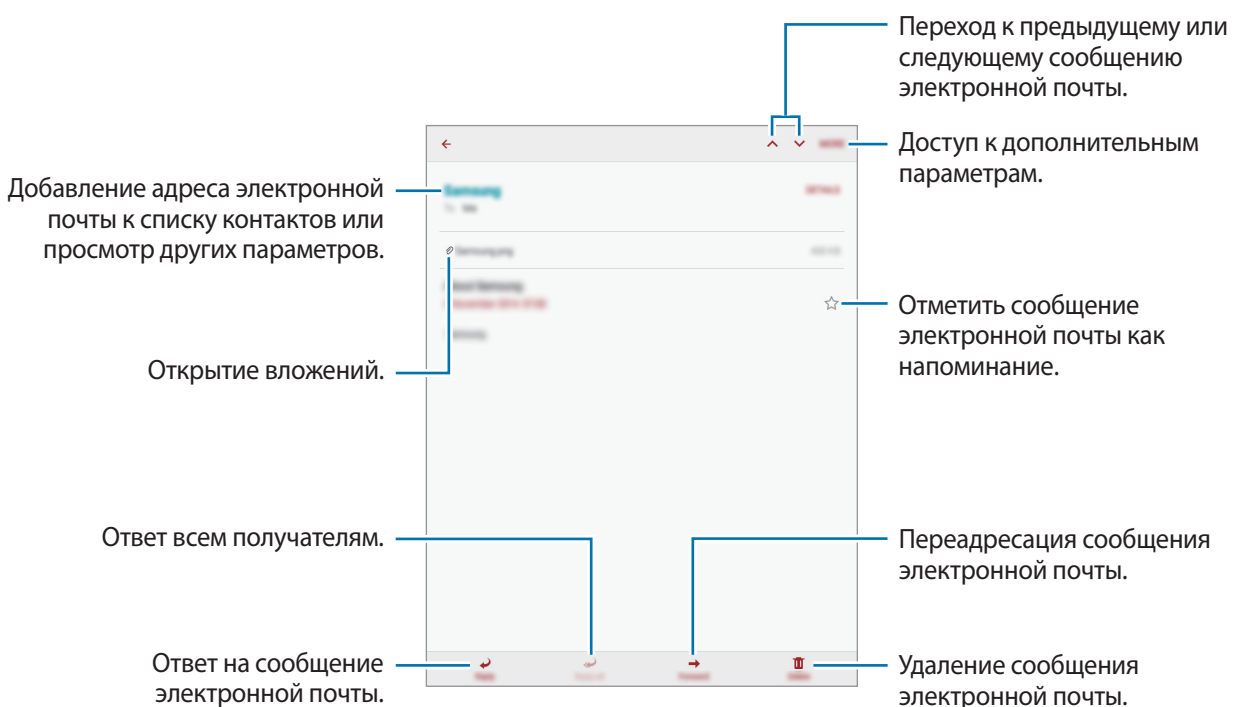 Переход к предыдущему или
следующему сообщению
электронной почты.
Доступ к дополнительным
параметрам.
Добавление адреса электронной
почты к списку контактов или
просмотр других параметров.
Samsung
DETAILS
Отметить сообщение
электронной почты как
напоминание.
Открытие вложений.
Ответ всем получателям.
Переадресация сообщения
электронной почты.
Ответ на сообщение
электронной почты.
Удаление сообщения
электронной почты.